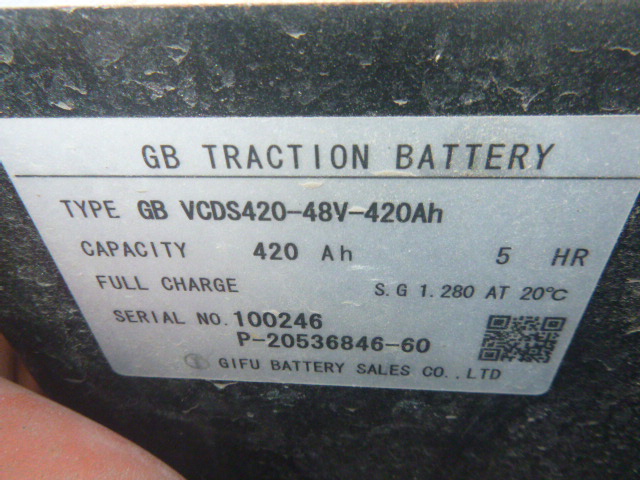 GB TRACTION BATTERY
TYPE GB VCDS420-48V-420Ah
CAPACITY 420 Ah 5 HR
FULL CHARGE S.G 1.280 AT 20℃
SERIAL NO. 100246
P-20536846-60
GIFU BATTERY SALES CO.,LTD